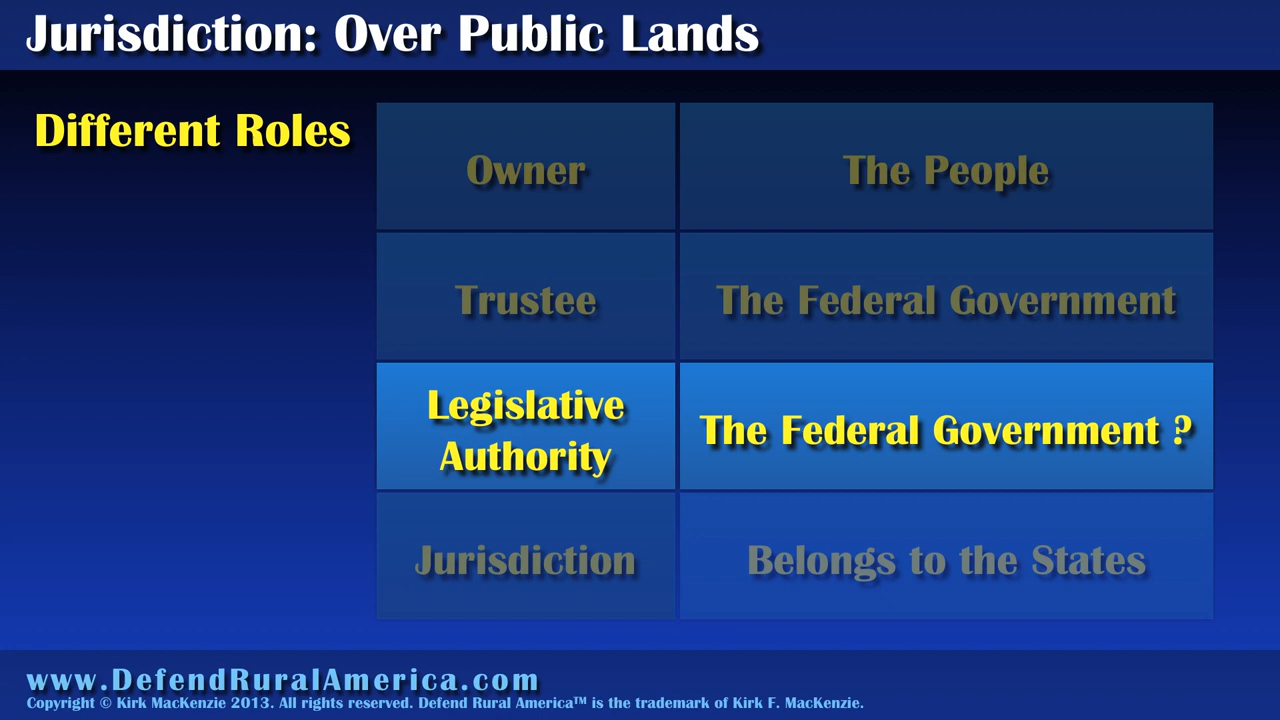 Jurisdiction: Over Public Lands
Different Roles
Owner
The People
Trustee
The Federal Government
Legislative
Authority
The Federal Government ?
Jurisdiction
Belongs to the States
www.DefendRuralAmerica.com
Copyright © Kirk MacKenzie 2013. All rights reserved. Defend Rural America™ is the trademark of Kirk F. MacKenzie.